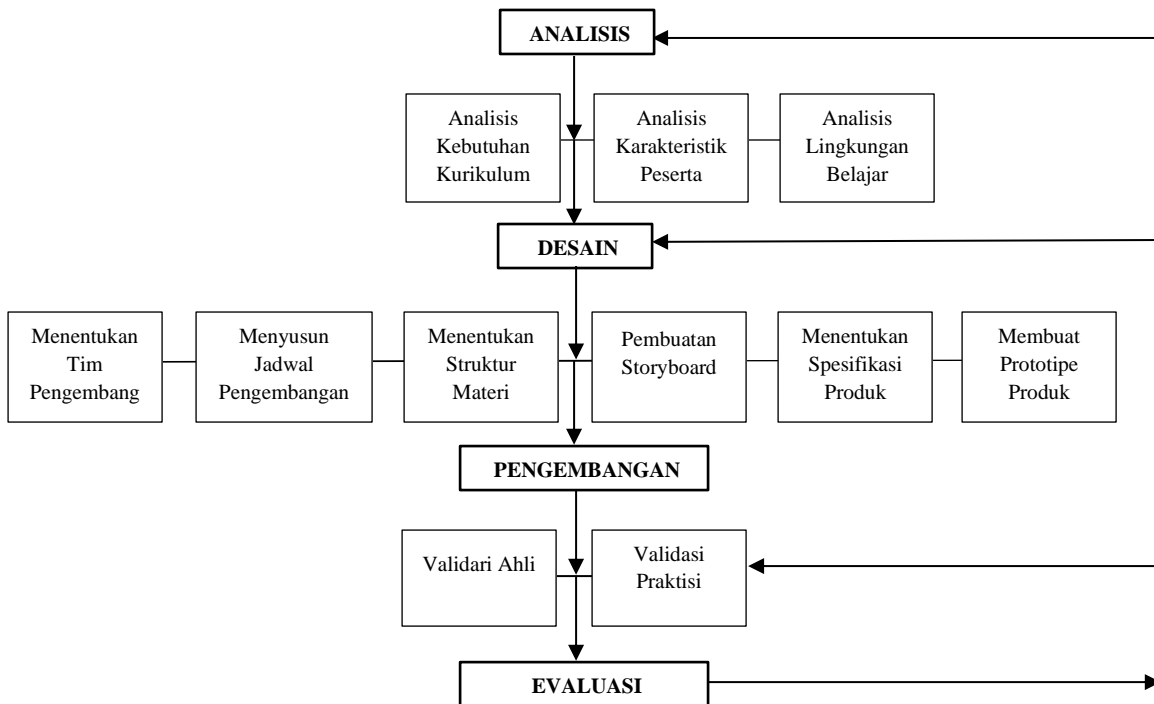 ANALISIS
Analisis
Kebutuhan
Kurikulum
Analisis
Karakteristik
Peserta
Analisis
Lingkungan
Belajar
DESAIN
Menentukan
Tim
Pengembang
Menyusun
Jadwal
Pengembangan
Menentukan
Struktur
Materi
Pembuatan
Storyboard
Menentukan
Spesifikasi
Produk
Membuat
Prototipe
Produk
PENGEMBANGAN
Validari Ahli
Validasi
Praktisi
EVALUASI